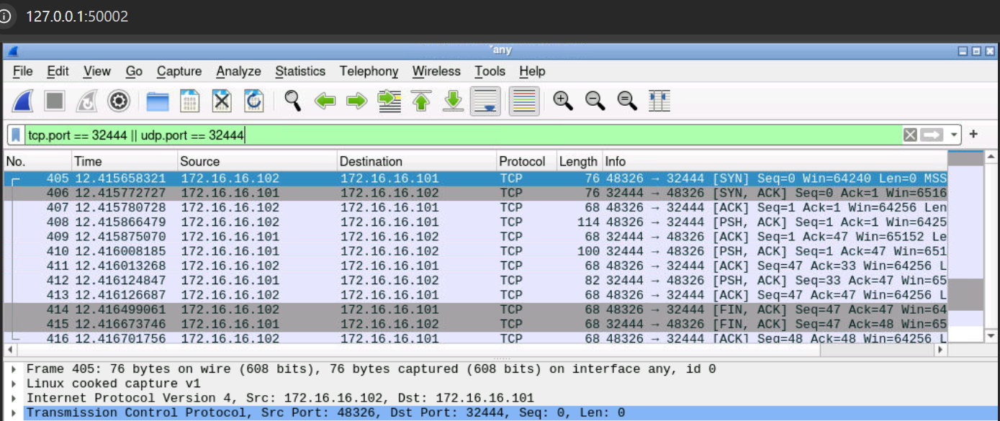 127.0.0.1:50002
*any
File Edit View Go Capture Analyze Statistics Telephony Wireless Tools Help
tcp.port == 32444 || udp.port == 32444
No. Time Source Destination Protocol Length Info
405 12.415658321 172.16.16.102 172.16.16.101 TCP 76 48326 → 32444 [SYN] Seq=0 Win=64240 Len=0 MSS
406 12.415772727 172.16.16.101 172.16.16.102 TCP 76 32444 → 48326 [SYN, ACK] Seq=0 Ack=1 Win=6516
407 12.415780728 172.16.16.102 172.16.16.101 TCP 68 48326 → 32444 [ACK] Seq=1 Ack=1 Win=64256 Len
408 12.415866479 172.16.16.102 172.16.16.101 TCP 114 48326 → 32444 [PSH, ACK] Seq=1 Ack=1 Win=6425
409 12.415875070 172.16.16.101 172.16.16.102 TCP 68 32444 → 48326 [ACK] Seq=1 Ack=47 Win=65152 Le
410 12.416008185 172.16.16.101 172.16.16.102 TCP 100 32444 → 48326 [PSH, ACK] Seq=1 Ack=47 Win=651
411 12.416013268 172.16.16.102 172.16.16.101 TCP 68 48326 → 32444 [ACK] Seq=47 Ack=33 Win=64256 L
412 12.416124847 172.16.16.101 172.16.16.102 TCP 82 32444 → 48326 [PSH, ACK] Seq=33 Ack=47 Win=65
413 12.416126687 172.16.16.102 172.16.16.101 TCP 68 48326 → 32444 [ACK] Seq=47 Ack=47 Win=64256 L
414 12.416499061 172.16.16.102 172.16.16.101 TCP 68 48326 → 32444 [FIN, ACK] Seq=47 Ack=47 Win=64
415 12.416673746 172.16.16.101 172.16.16.102 TCP 68 32444 → 48326 [FIN, ACK] Seq=47 Ack=48 Win=65
416 12.416701756 172.16.16.102 172.16.16.101 TCP 68 48326 → 32444 [ACK] Seq=48 Ack=48 Win=64256 L
Frame 405: 76 bytes on wire (608 bits), 76 bytes captured (608 bits) on interface any, id 0
Linux cooked capture v1
Internet Protocol Version 4, Src: 172.16.16.102, Dst: 172.16.16.101
Transmission Control Protocol, Src Port: 48326, Dst Port: 32444, Seq: 0, Len: 0